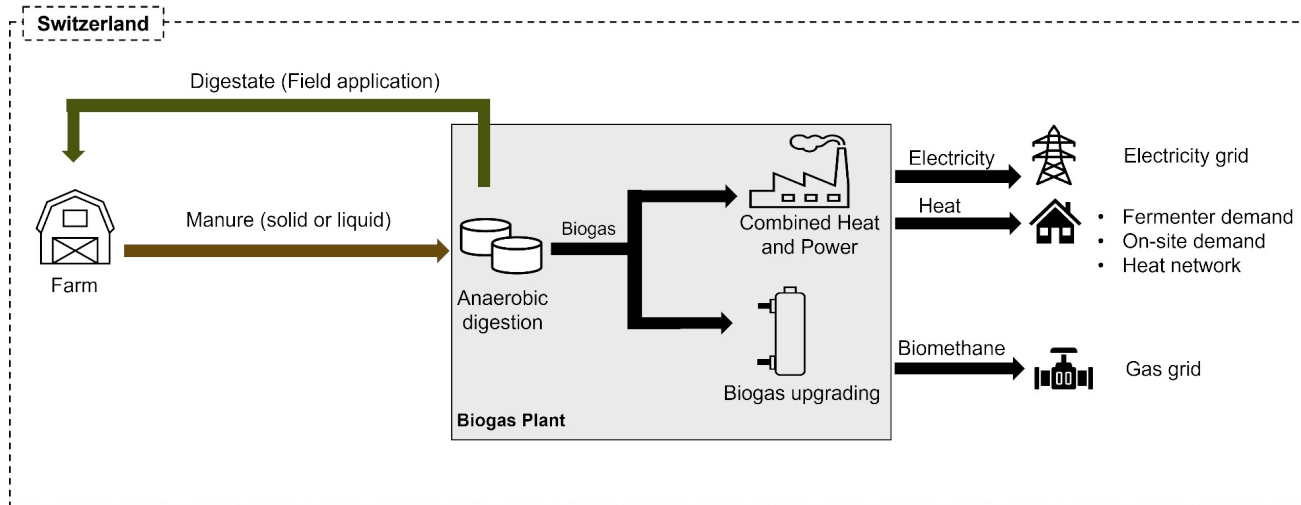 Switzerland
Digestate (Field application)
Manure (solid or liquid)
Farm
Anaerobic
digestion
Biogas
Combined Heat
and Power
Biogas upgrading
Biogas Plant
Electricity
Electricity grid
Heat
• Fermenter demand
• On-site demand
• Heat network
Biomethane
Gas grid